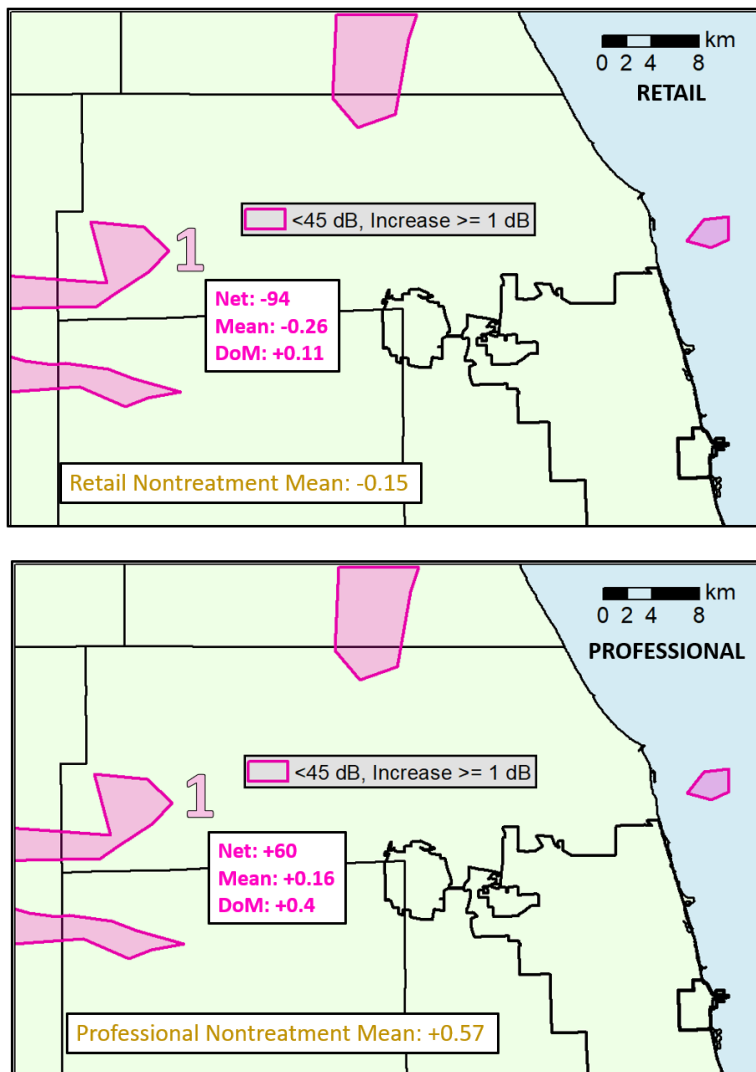 km
0 2 4 8
RETAIL
<45 dB, Increase >= 1 dB
1
Net: -94
Mean: -0.26
DoM: +0.11
Retail Nontreatment Mean: -0.15
km
0 2 4 8
PROFESSIONAL
<45 dB, Increase >= 1 dB
1
Net: +60
Mean: +0.16
DoM: +0.4
Professional Nontreatment Mean: +0.57